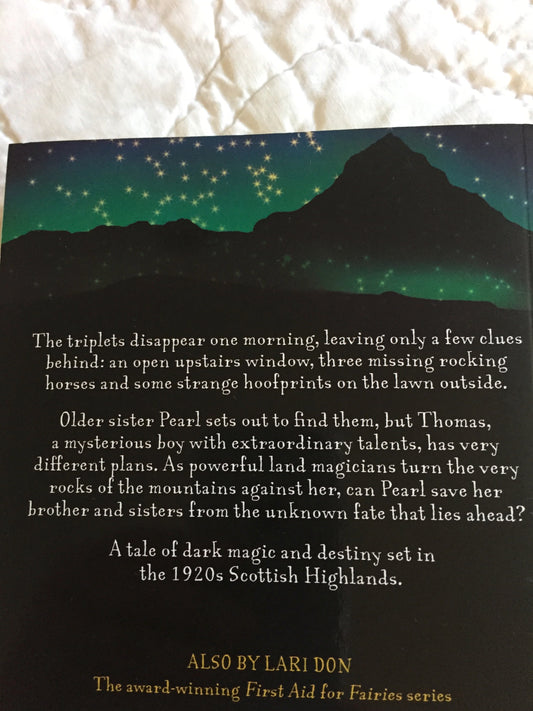 The triplets disappear one morning, leaving only a few clues
behind: an open upstairs window, three missing rocking
horses and some strange hoofprints on the lawn outside.
Older sister Pearl sets out to find them, but Thomas,
a mysterious boy with extraordinary talents, has very
different plans. As powerful land magicians turn the very
rocks of the mountains against her, can Pearl save her
brother and sisters from the unknown fate that lies ahead?
A tale of dark magic and destiny set in
the 1920s Scottish Highlands.
ALSO BY LARI DON
The award-winning First Aid for Fairies series